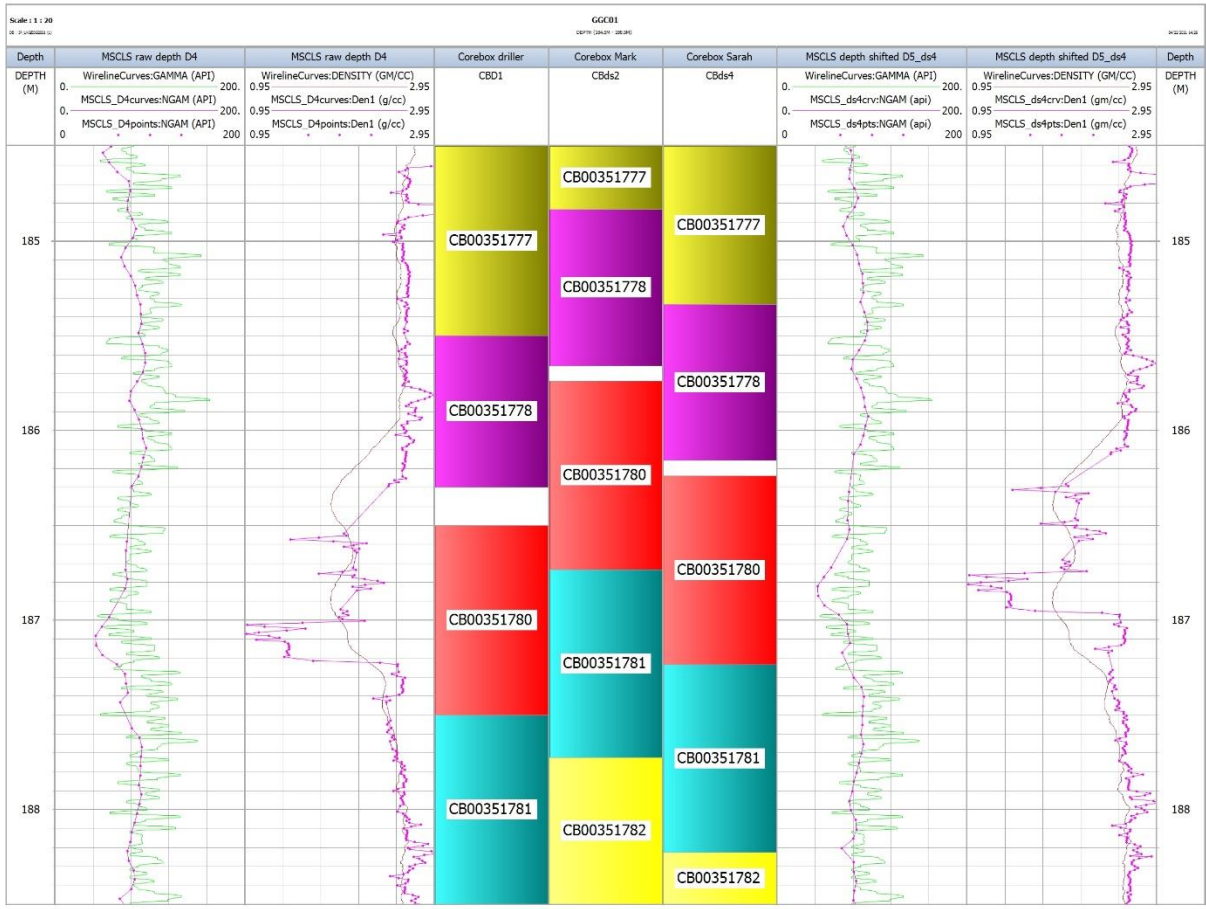 Scale : 1 : 20
GGC01
DEPTH (184.5M - 188.5M)
Depth
MSCLS raw depth D4
MSCLS raw depth D4
Corebox driller
Corebox Mark
Corebox Sarah
MSCLS depth shifted D5_ds4
MSCLS depth shifted D5_ds4
Depth
DEPTH
(M)
WirelineCurves:GAMMA (API)
0. 200.
MSCLS_D4curves:NGAM (API)
0. 200.
MSCLS_D4points:NGAM (API)
0 200
WirelineCurves:DENSITY (GM/CC)
0.95 2.95
MSCLS_D4curves:Den1 (g/cc)
0.95 2.95
MSCLS_D4points:Den1 (g/cc)
0.95 2.95
CBD1
CBds2
CBds4
WirelineCurves:GAMMA (API)
0. 200.
MSCLS_ds4crv:NGAM (api)
0. 200.
MSCLS_ds4pts:NGAM (api)
0 200
WirelineCurves:DENSITY (GM/CC)
0.95 2.95
MSCLS_ds4crv:Den1 (gm/cc)
0.95 2.95
MSCLS_ds4pts:Den1 (gm/cc)
0.95 2.95
DEPTH
(M)
185
186
187
188
CB00351777
CB00351778
CB00351780
CB00351781
CB00351777
CB00351778
CB00351780
CB00351781
CB00351782
CB00351777
CB00351778
CB00351780
CB00351781
CB00351782
185
186
187
188